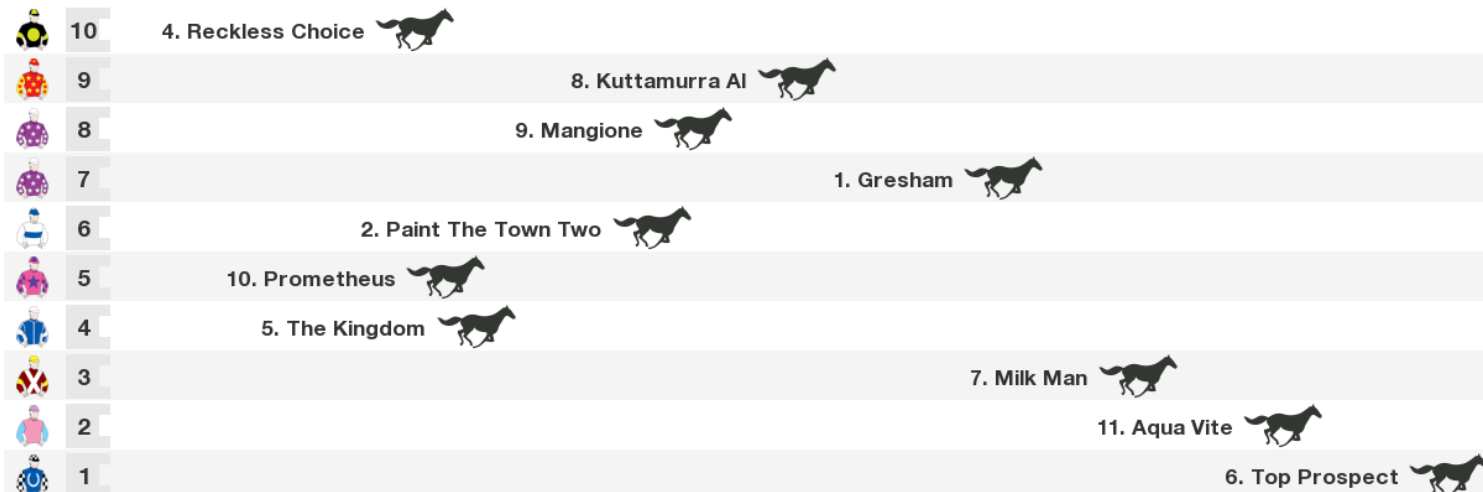 10 4. Reckless Choice
9 8. Kuttamurra Al
8 9. Mangione
7 1. Gresham
6 2. Paint The Town Two
5 10. Prometheus
4 5. The Kingdom
3 7. Milk Man
2 11. Aqua Vite
1 6. Top Prospect